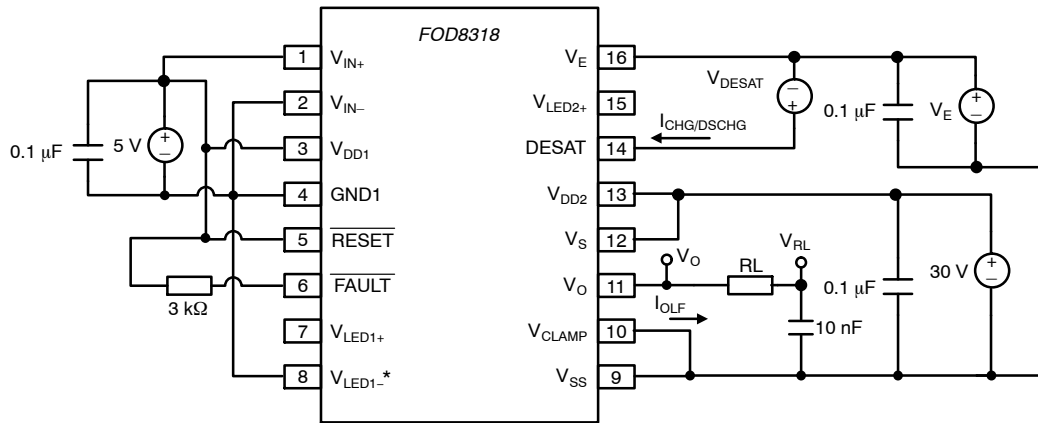 FOD8318
1 V_IN+
2 V_IN−
3 V_DD1
4 GND1
5 RESET
6 FAULT
7 V_LED1+
8 V_LED1−*
0.1 μF
5 V
3 kΩ
V_E 16
V_LED2+ 15
DESAT 14
V_DD2 13
V_S 12
V_O 11
V_CLAMP 10
V_SS 9
V_DESAT
I_CHG/DSCHG
0.1 μF
V_E
V_O
RL
V_RL
I_OLF
10 nF
0.1 μF
30 V